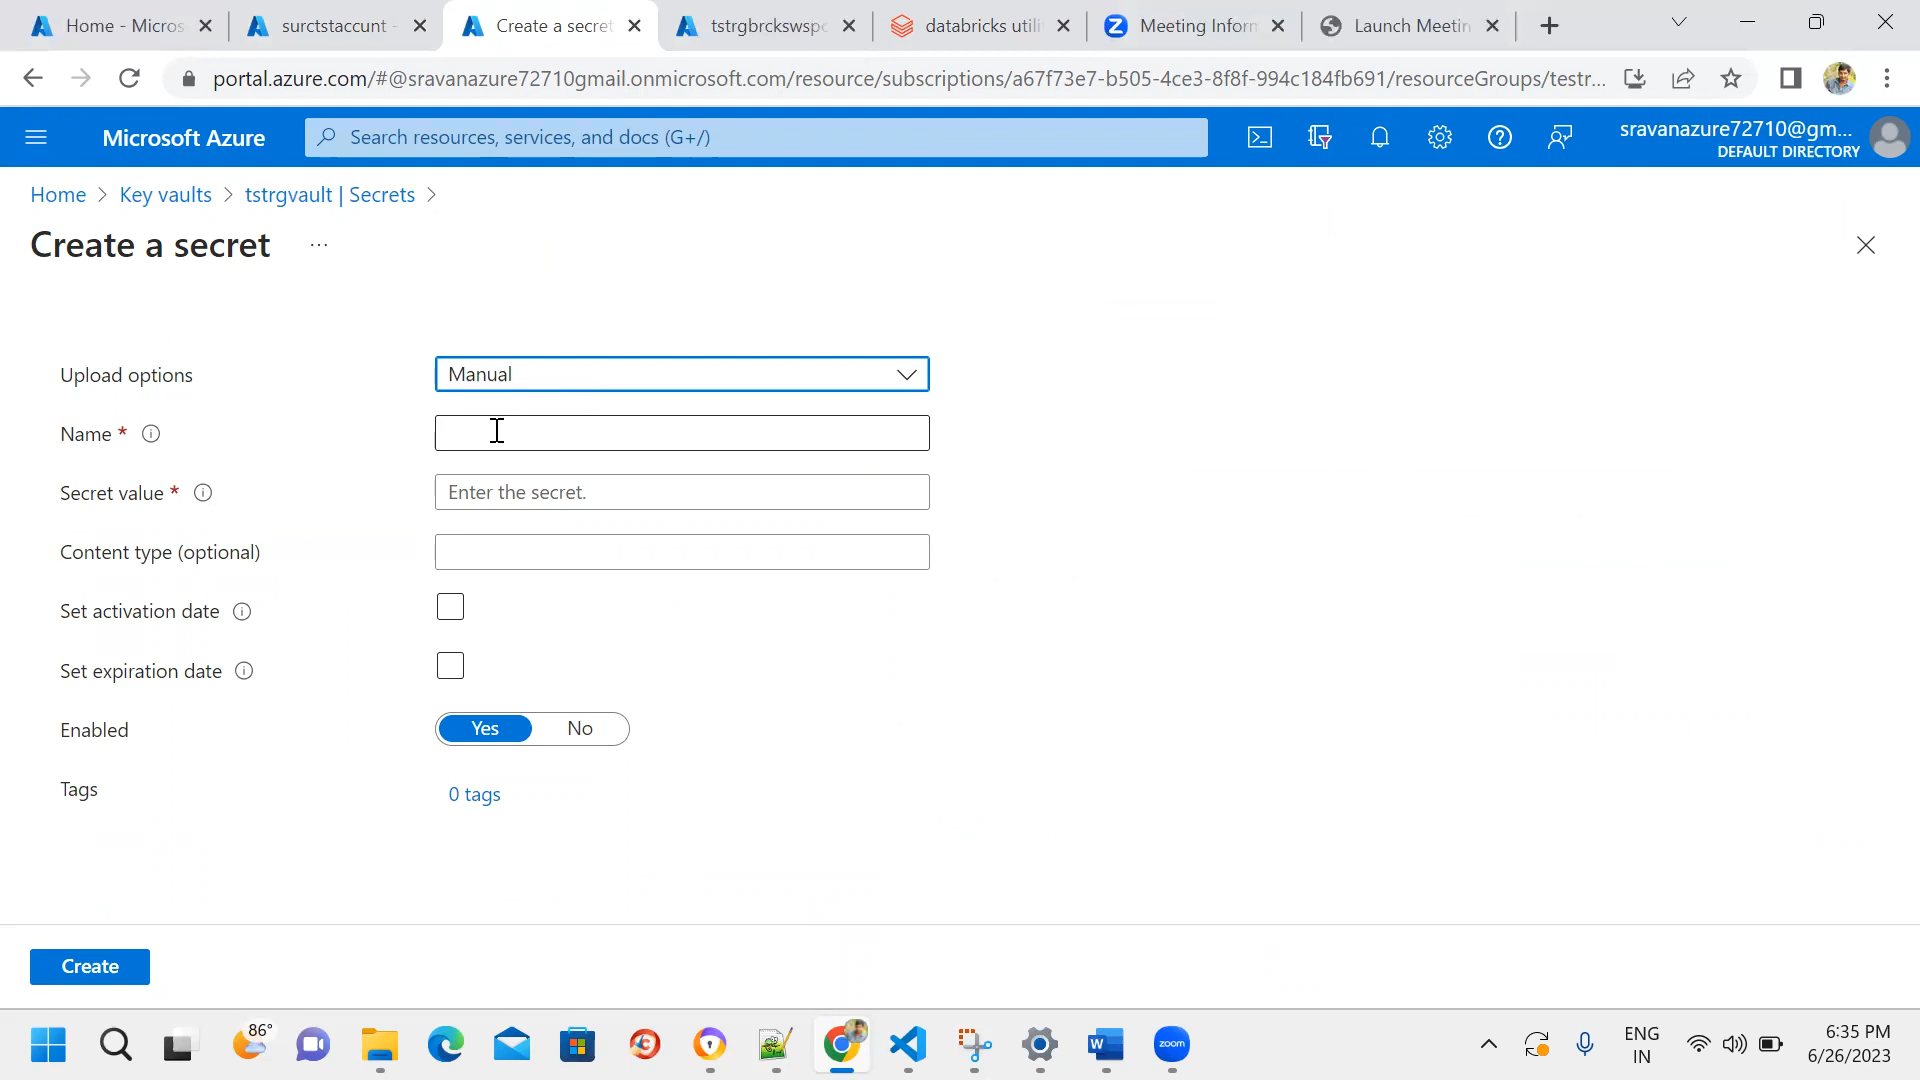 Home - Micros
surctstaccunt -
Create a secret
tstrgbrckswspc
databricks utili
Meeting Inform
Launch Meetin
portal.azure.com/#@sravanazure72710gmail.onmicrosoft.com/resource/subscriptions/a67f73e7-b505-4ce3-8f8f-994c184fb691/resourceGroups/testr...
Microsoft Azure
Search resources, services, and docs (G+/)
sravanazure72710@gm...
DEFAULT DIRECTORY
Home > Key vaults > tstrgvault | Secrets >
Create a secret ...
Upload options
Manual
Name *
Secret value *
Enter the secret.
Content type (optional)
Set activation date
Set expiration date
Enabled
Yes No
Tags
0 tags
Create
86°
zoom
ENG
IN
6:35 PM
6/26/2023